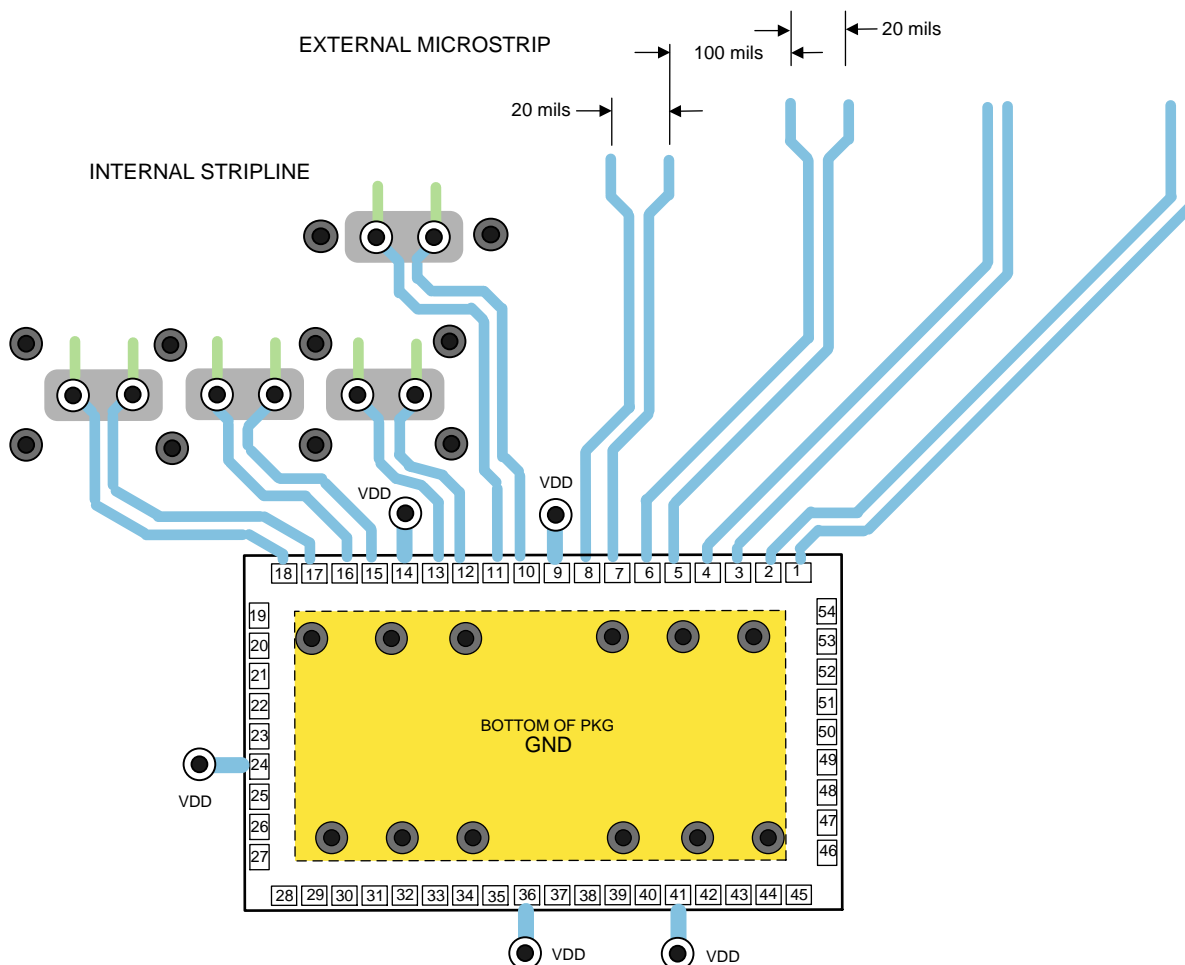 EXTERNAL MICROSTRIP
20 mils
100 mils
20 mils
INTERNAL STRIPLINE
VDD
VDD
18 17 16 15 14 13 12 11 10 9 8 7 6 5 4 3 2 1
19
20
21
22
23
24
25
26
27
54
53
52
51
50
49
48
47
46
BOTTOM OF PKG
GND
VDD
28 29 30 31 32 33 34 35 36 37 38 39 40 41 42 43 44 45
VDD
VDD